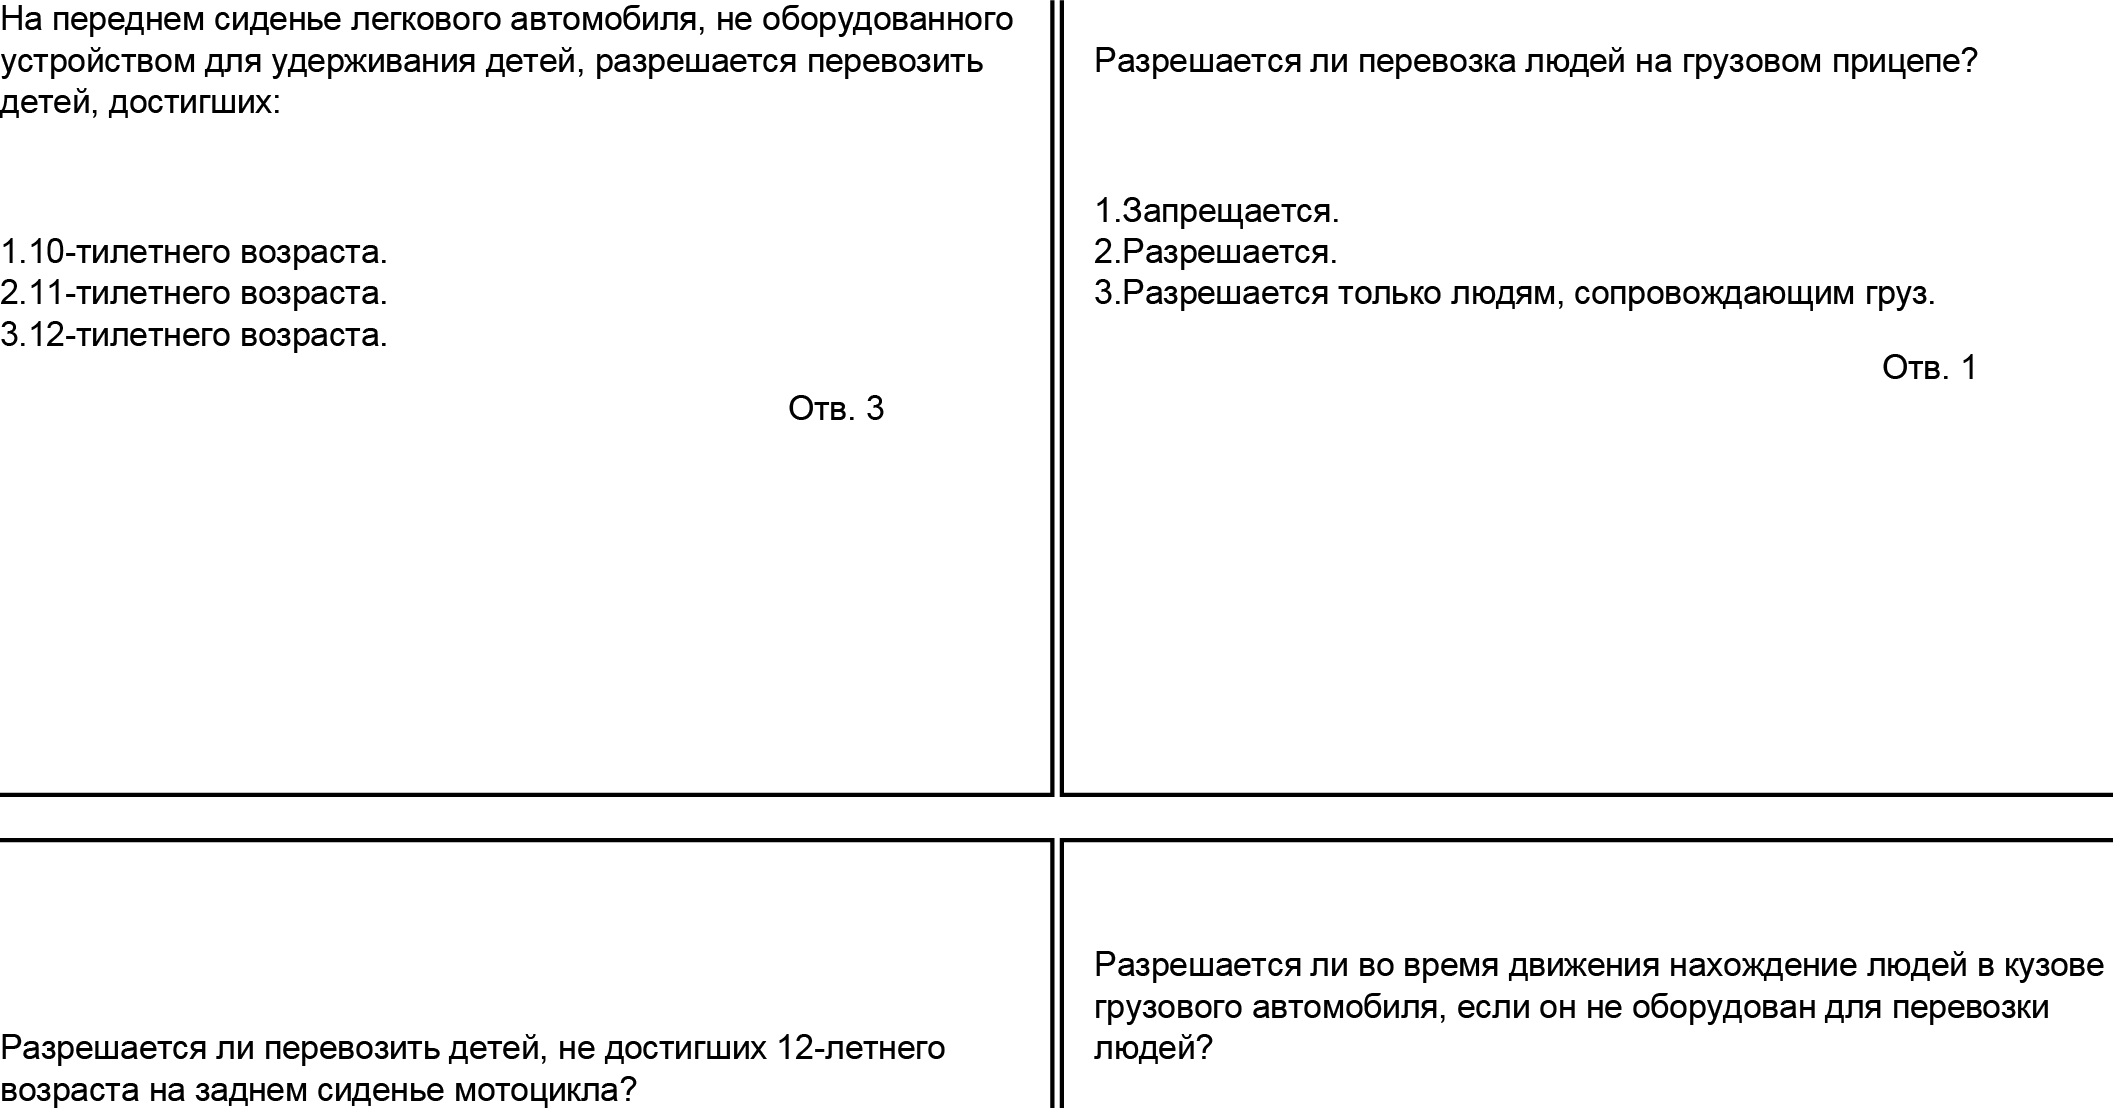 На переднем сиденье легкового автомобиля, не оборудованного
устройством для удерживания детей, разрешается перевозить
детей, достигших:
1.10-тилетнего возраста.
2.11-тилетнего возраста.
3.12-тилетнего возраста.
Отв. 3
Разрешается ли перевозка людей на грузовом прицепе?
1.Запрещается.
2.Разрешается.
3.Разрешается только людям, сопровождающим груз.
Отв. 1
Разрешается ли перевозить детей, не достигших 12-летнего
возраста на заднем сиденье мотоцикла?
Разрешается ли во время движения нахождение людей в кузове
грузового автомобиля, если он не оборудован для перевозки
людей?